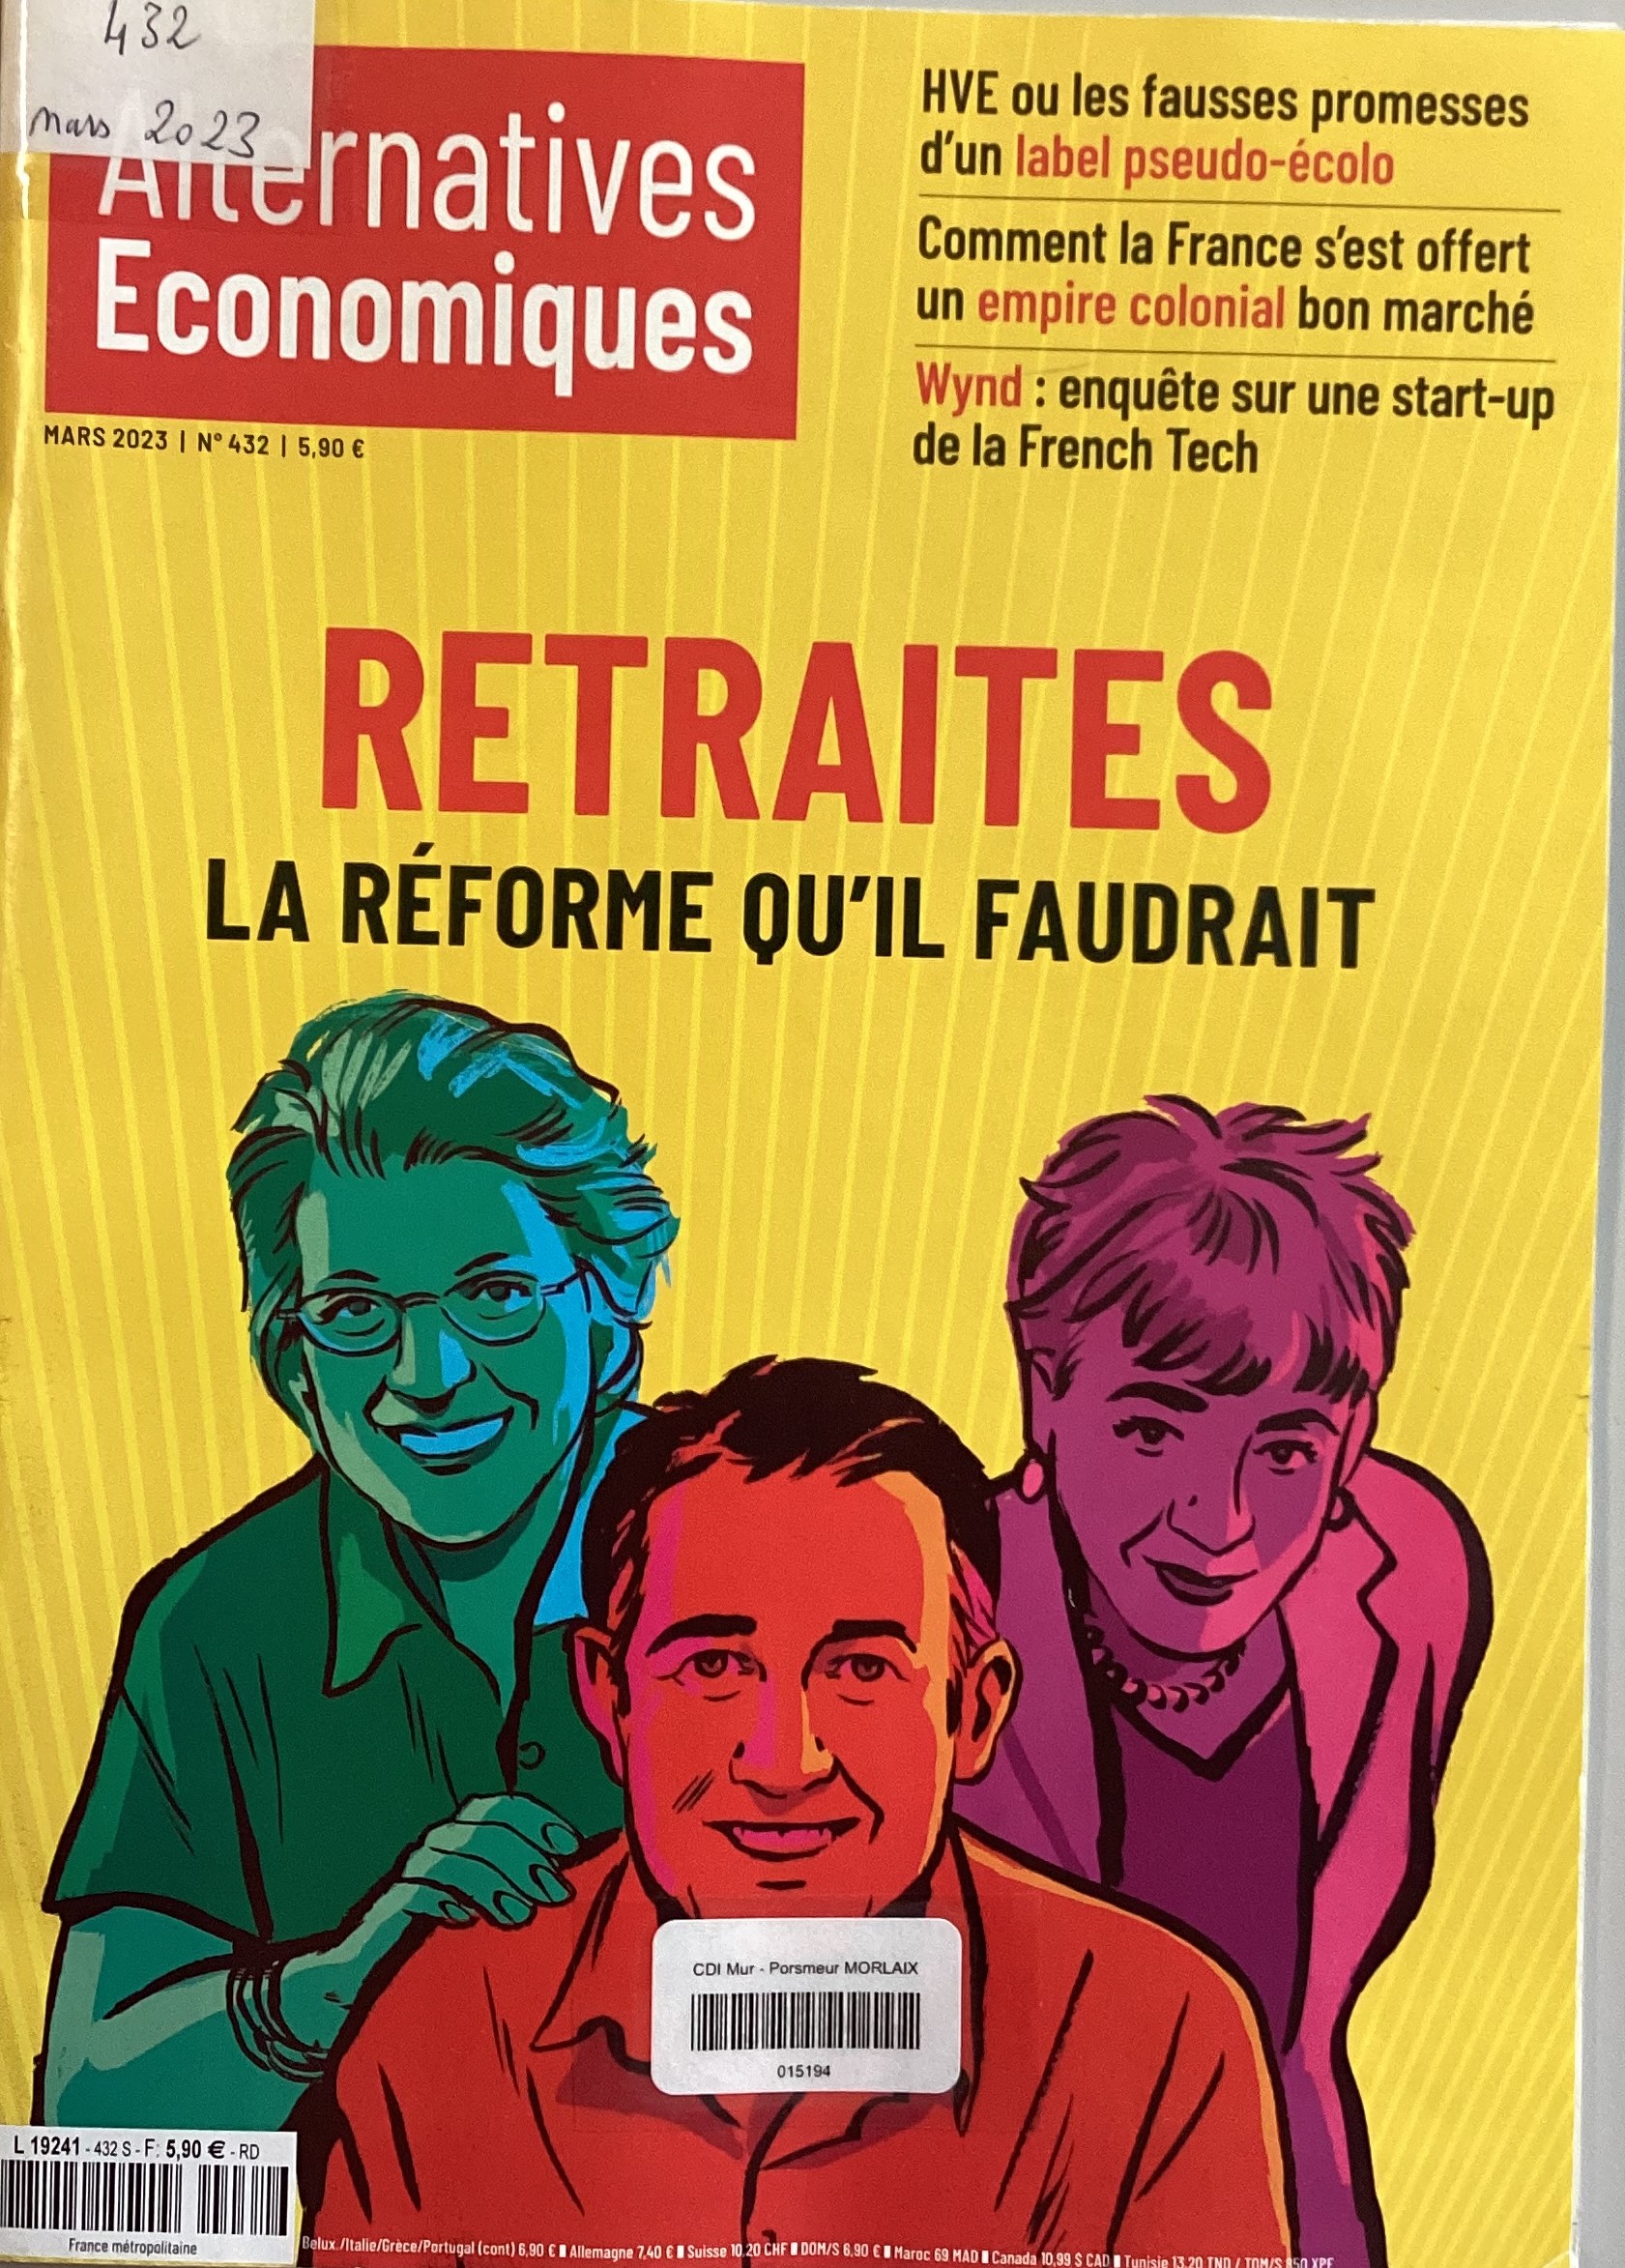 432
mars 2023
Alternatives
Economiques
MARS 2023 | N° 432 | 5,90 €
HVE ou les fausses promesses
d'un label pseudo-écolo
Comment la France s'est offert
un empire colonial bon marché
Wynd : enquête sur une start-up
de la French Tech
RETRAITES
LA RÉFORME QU'IL FAUDRAIT
CDI Mur - Porsmeur MORLAIX
015194
L 19241 - 432 S - F: 5,90 € - RD
France métropolitaine
Belux./Italie/Grèce/Portugal (cont) 6,90 € ∎ Allemagne 7,40 € ∎ Suisse 10,20 CHF ∎ DOM/S 6,90 € ∎ Maroc 69 MAD ∎ Canada 10,99 $ CAD ∎ Tunisie 13,20 TND / TOM/S 850 XPF